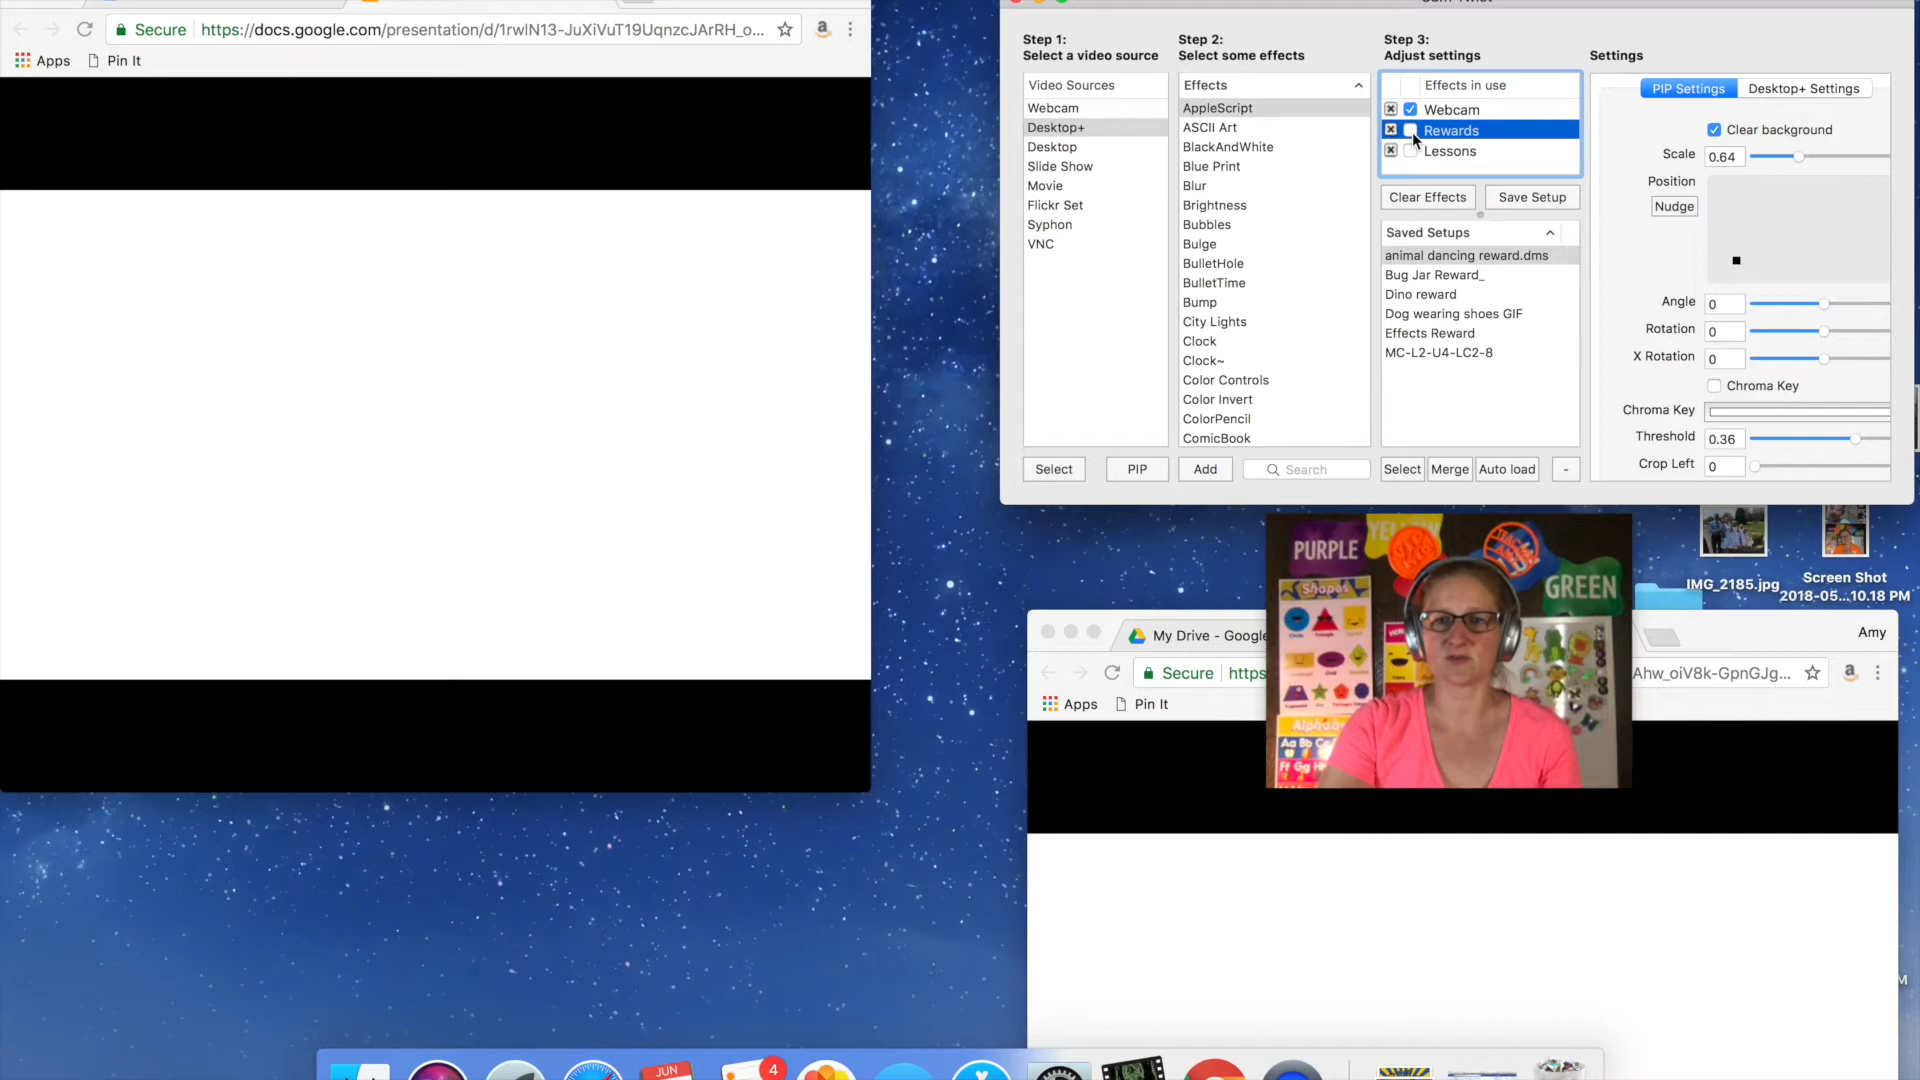 Secure https://docs.google.com/presentation/d/1rwlN13-JuXiVuT19UqnzcJArRH_o...
Apps Pin It
Step 1:
Select a video source
Video Sources
Webcam
Desktop+
Desktop
Slide Show
Movie
Flickr Set
Syphon
VNC
Select PIP
Step 2:
Select some effects
Effects
AppleScript
ASCII Art
BlackAndWhite
Blue Print
Blur
Brightness
Bubbles
Bulge
BulletHole
BulletTime
Bump
City Lights
Clock
Clock~
Color Controls
Color Invert
ColorPencil
ComicBook
Add Search
Step 3:
Adjust settings
Effects in use
Webcam
Rewards
Lessons
Clear Effects Save Setup
Saved Setups
animal dancing reward.dms
Bug Jar Reward_
Dino reward
Dog wearing shoes GIF
Effects Reward
MC-L2-U4-LC2-8
Select Merge Auto load -
Settings
PIP Settings Desktop+ Settings
Clear background
Scale 0.64
Position
Nudge
Angle 0
Rotation 0
X Rotation 0
Chroma Key
Chroma Key
Threshold 0.36
Crop Left 0
IMG_2185.jpg
Screen Shot
2018-05...10.18 PM
PURPLE
YELLOW
GREEN
Shapes
Aa Bb
Ff Gg
My Drive - Google
Amy
Secure https Ahw_oiV8k-GpnGJg...
Apps Pin It
JUN
4